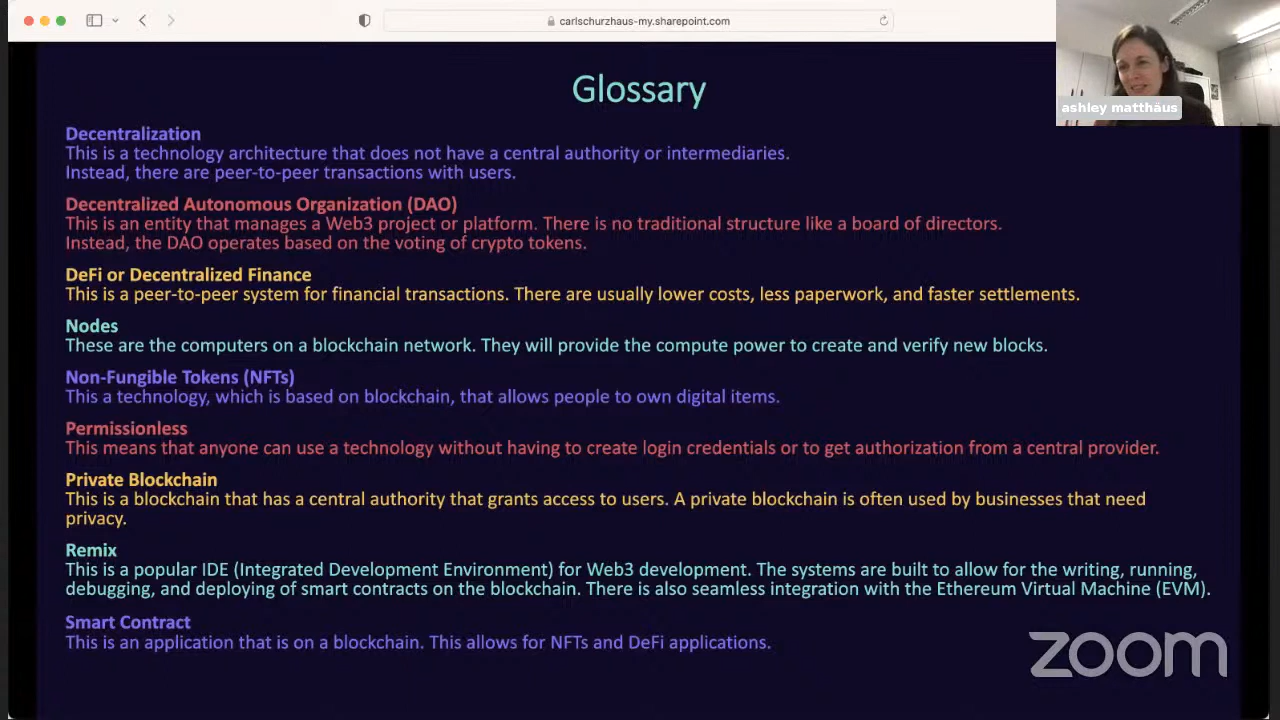 carlschurzhaus-my.sharepoint.com
ashley matthäus
Glossary
Decentralization
This is a technology architecture that does not have a central authority or intermediaries.
Instead, there are peer-to-peer transactions with users.
Decentralized Autonomous Organization (DAO)
This is an entity that manages a Web3 project or platform. There is no traditional structure like a board of directors.
Instead, the DAO operates based on the voting of crypto tokens.
DeFi or Decentralized Finance
This is a peer-to-peer system for financial transactions. There are usually lower costs, less paperwork, and faster settlements.
Nodes
These are the computers on a blockchain network. They will provide the compute power to create and verify new blocks.
Non-Fungible Tokens (NFTs)
This a technology, which is based on blockchain, that allows people to own digital items.
Permissionless
This means that anyone can use a technology without having to create login credentials or to get authorization from a central provider.
Private Blockchain
This is a blockchain that has a central authority that grants access to users. A private blockchain is often used by businesses that need
privacy.
Remix
This is a popular IDE (Integrated Development Environment) for Web3 development. The systems are built to allow for the writing, running,
debugging, and deploying of smart contracts on the blockchain. There is also seamless integration with the Ethereum Virtual Machine (EVM).
Smart Contract
This is an application that is on a blockchain. This allows for NFTs and DeFi applications.
zoom